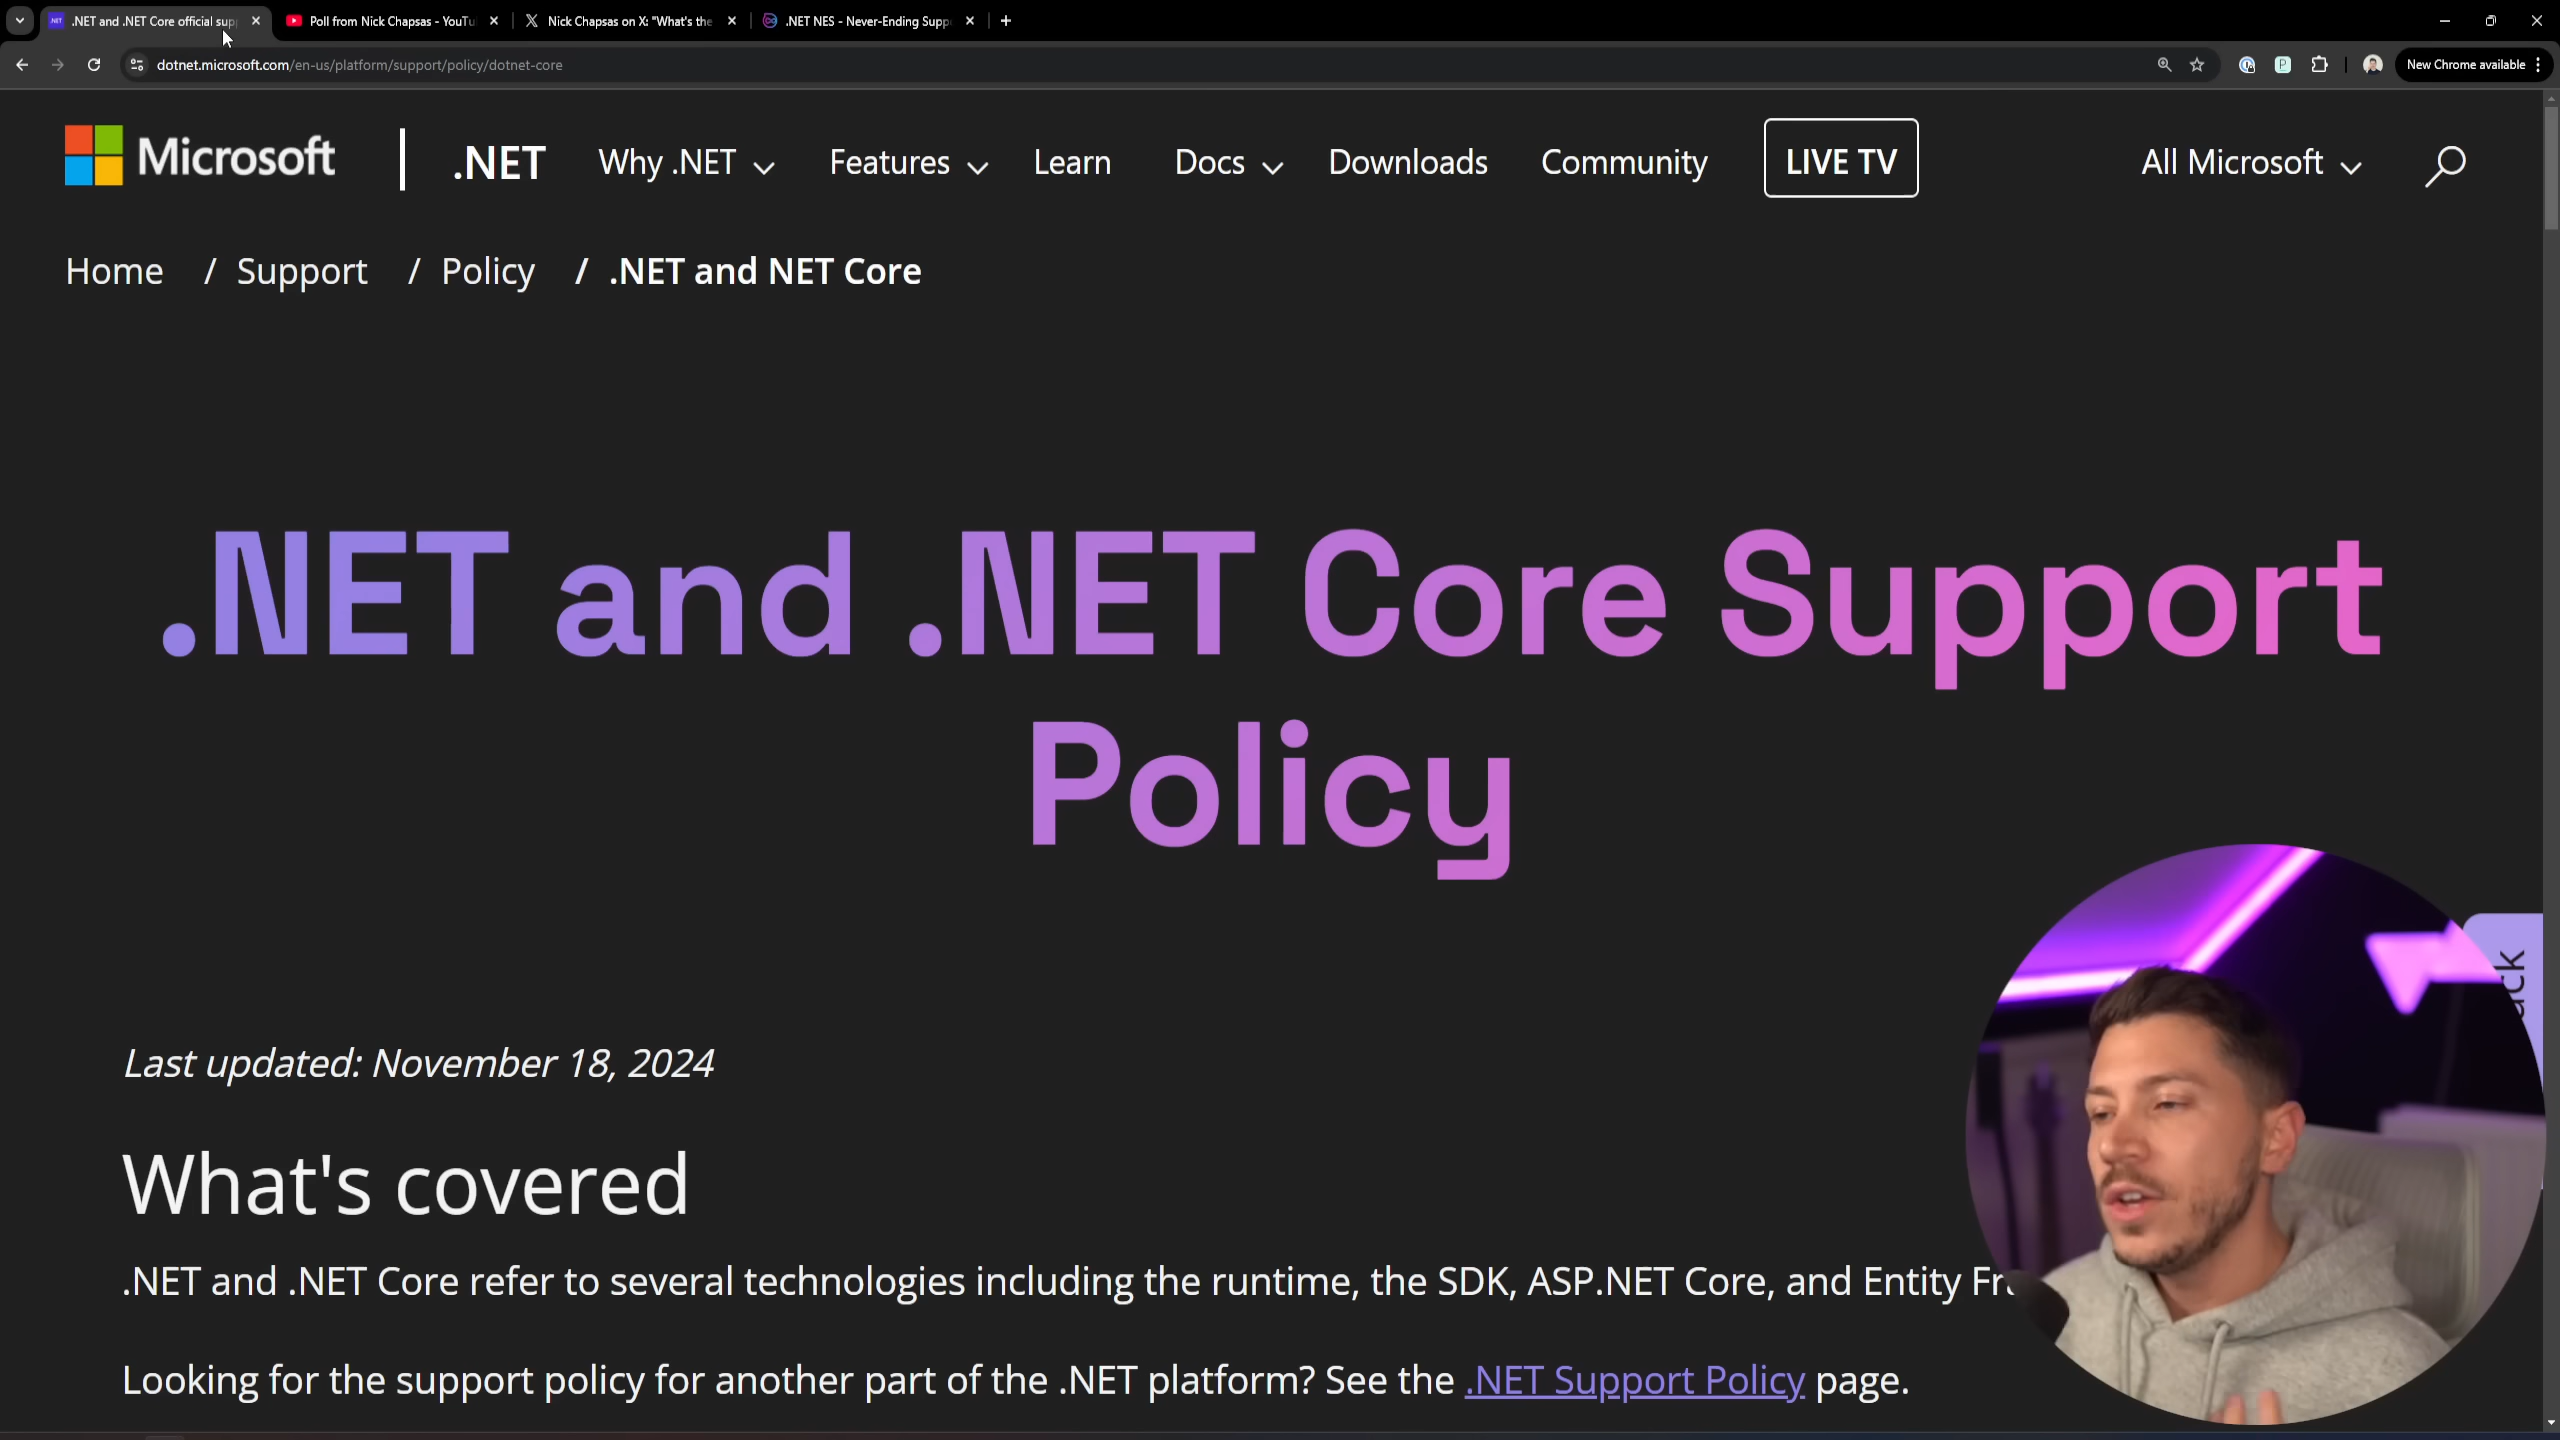 .NET and .NET Core official sup
Poll from Nick Chapsas - YouTu
Nick Chapsas on X: "What's the
.NET NES - Never-Ending Supp
dotnet.microsoft.com/en-us/platform/support/policy/dotnet-core
New Chrome available
Microsoft
.NET
Why .NET
Features
Learn
Docs
Downloads
Community
LIVE TV
All Microsoft
Home / Support / Policy / .NET and NET Core
.NET and .NET Core Support
Policy
Last updated: November 18, 2024
What's covered
.NET and .NET Core refer to several technologies including the runtime, the SDK, ASP.NET Core, and Entity Fr
Looking for the support policy for another part of the .NET platform? See the .NET Support Policy page.